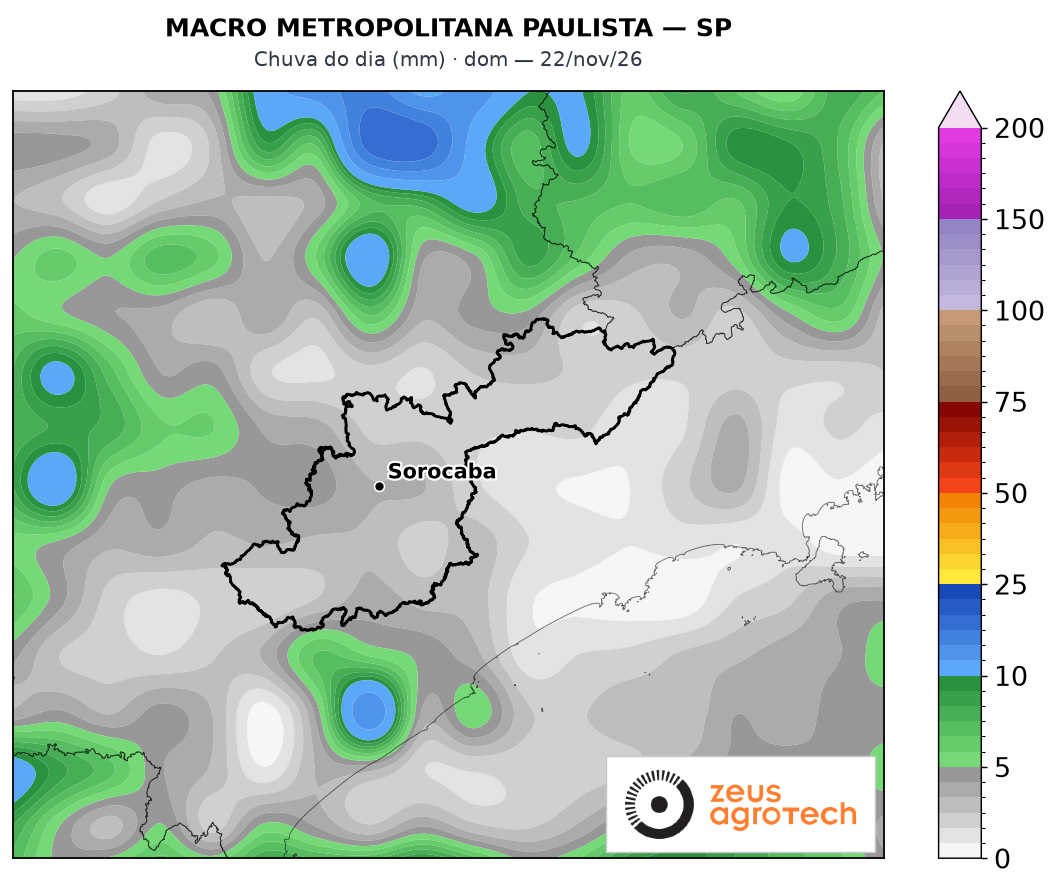 MACRO METROPOLITANA PAULISTA — SP
Chuva do dia (mm) · dom — 22/nov/26
200
150
100
75
50
25
10
5
0
Sorocaba
zeus
agrotech